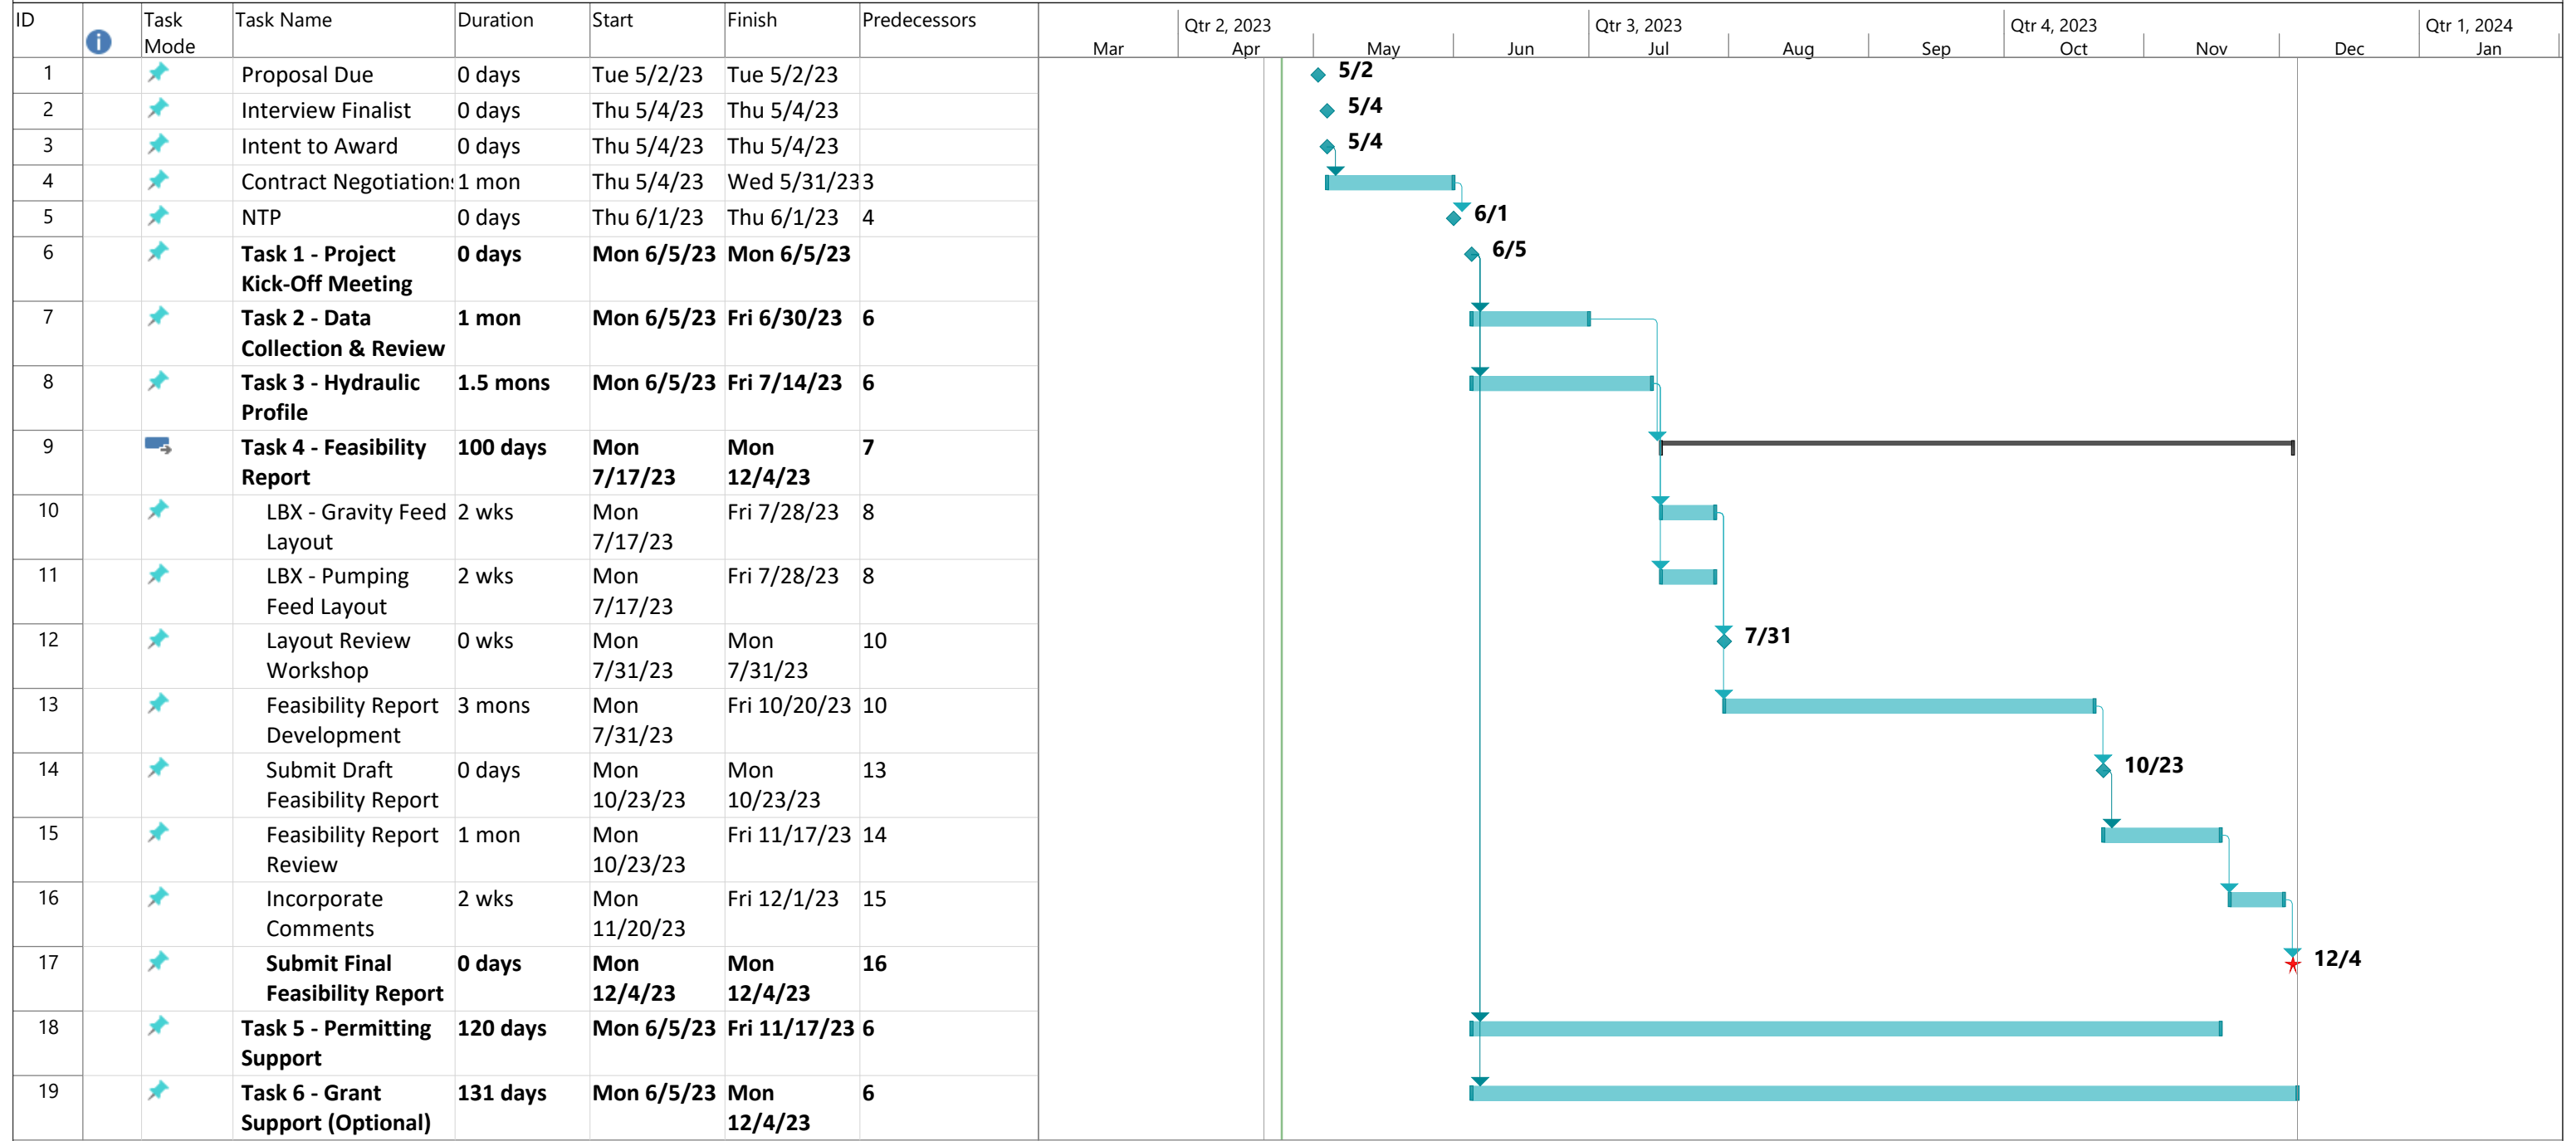 ID Task Mode Task Name Duration Start Finish Predecessors
Qtr 2, 2023 Qtr 3, 2023 Qtr 4, 2023 Qtr 1, 2024
Mar Apr May Jun Jul Aug Sep Oct Nov Dec Jan
1 Proposal Due 0 days Tue 5/2/23 Tue 5/2/23 5/2
2 Interview Finalist 0 days Thu 5/4/23 Thu 5/4/23 5/4
3 Intent to Award 0 days Thu 5/4/23 Thu 5/4/23 5/4
4 Contract Negotiations 1 mon Thu 5/4/23 Wed 5/31/23 3
5 NTP 0 days Thu 6/1/23 Thu 6/1/23 4 6/1
6 Task 1 - Project 0 days Mon 6/5/23 Mon 6/5/23 6/5
Kick-Off Meeting
7 Task 2 - Data 1 mon Mon 6/5/23 Fri 6/30/23 6
Collection & Review
8 Task 3 - Hydraulic 1.5 mons Mon 6/5/23 Fri 7/14/23 6
Profile
9 Task 4 - Feasibility 100 days Mon Mon 7
Report 7/17/23 12/4/23
10 LBX - Gravity Feed 2 wks Mon Fri 7/28/23 8
Layout 7/17/23
11 LBX - Pumping 2 wks Mon Fri 7/28/23 8
Feed Layout 7/17/23
12 Layout Review 0 wks Mon Mon 10 7/31
Workshop 7/31/23 7/31/23
13 Feasibility Report 3 mons Mon Fri 10/20/23 10
Development 7/31/23
14 Submit Draft 0 days Mon Mon 13 10/23
Feasibility Report 10/23/23 10/23/23
15 Feasibility Report 1 mon Mon Fri 11/17/23 14
Review 10/23/23
16 Incorporate 2 wks Mon Fri 12/1/23 15
Comments 11/20/23
17 Submit Final 0 days Mon Mon 16 12/4
Feasibility Report 12/4/23 12/4/23
18 Task 5 - Permitting 120 days Mon 6/5/23 Fri 11/17/23 6
Support
19 Task 6 - Grant 131 days Mon 6/5/23 Mon 6
Support (Optional) 12/4/23